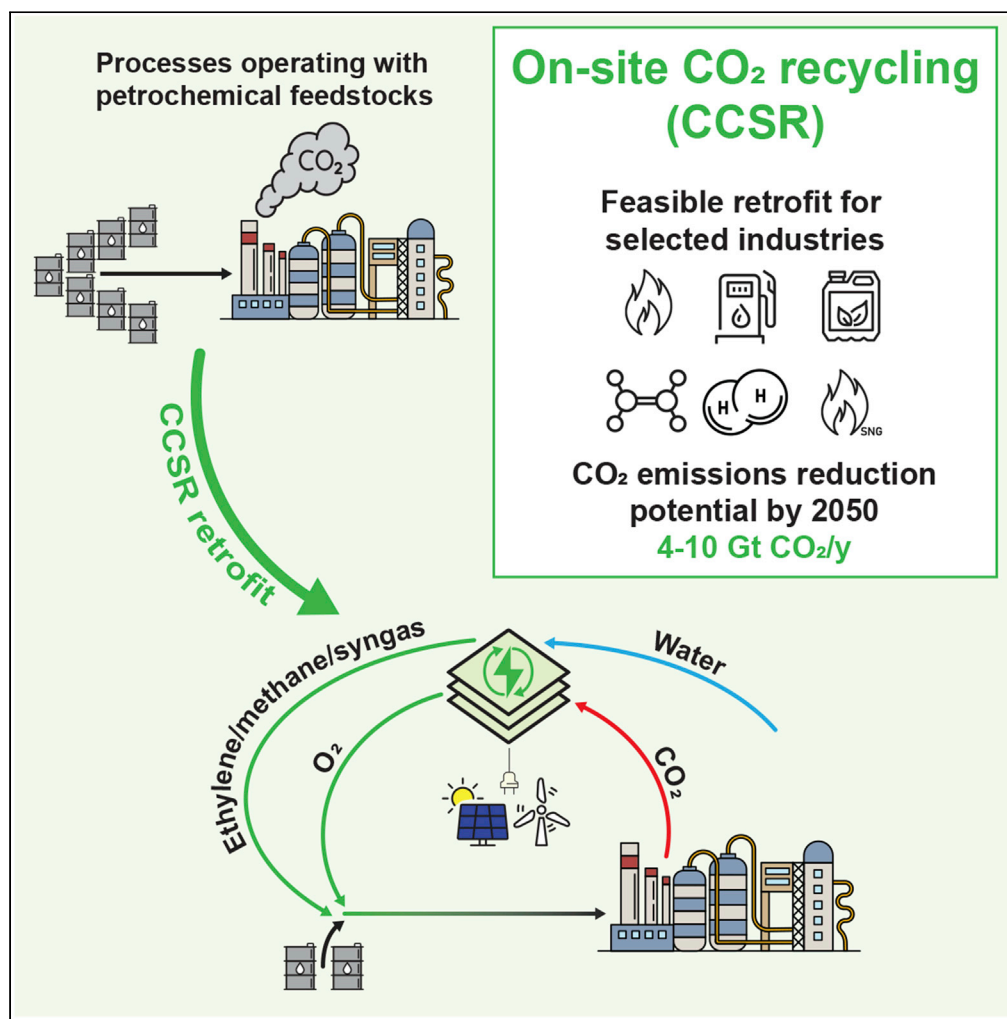 Processes operating with
petrochemical feedstocks
CO₂
On-site CO₂ recycling
(CCSR)
Feasible retrofit for
selected industries
H
H
SNG
CO₂ emissions reduction
potential by 2050
4-10 Gt CO₂/y
CCSR retrofit
Ethylene/methane/syngas
O₂
Water
CO₂